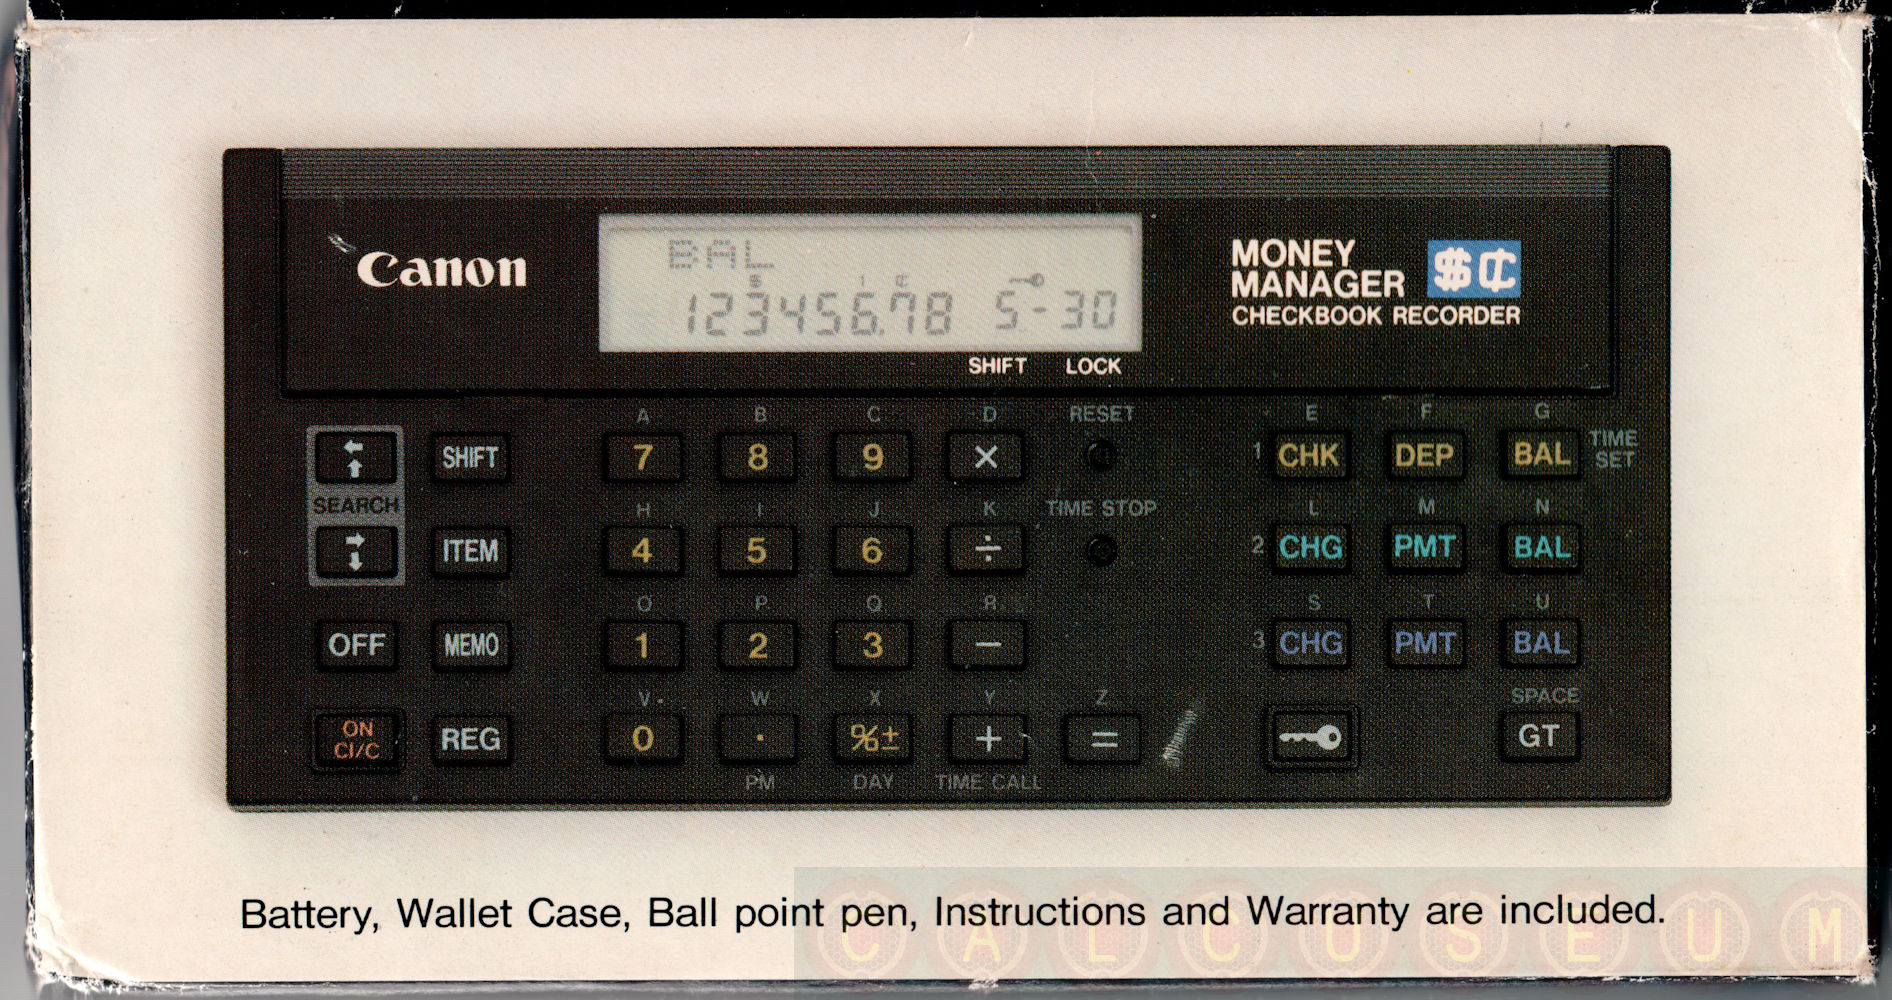 Canon
BAL
$ 1 ₵
123456.78 5-30
SHIFT LOCK
MONEY
MANAGER
$₵
CHECKBOOK RECORDER
A B C D RESET E F G
SHIFT 7 8 9 × 1 CHK DEP BAL TIME
SET
SEARCH H I J K TIME STOP L M N
ITEM 4 5 6 ÷ 2 CHG PMT BAL
O P Q R S T U
OFF MEMO 1 2 3 − 3 CHG PMT BAL
V W X Y Z SPACE
ON
CI/C REG 0 . %± + = GT
PM DAY TIME CALL
Battery, Wallet Case, Ball point pen, Instructions and Warranty are included.
CALCUSEUM